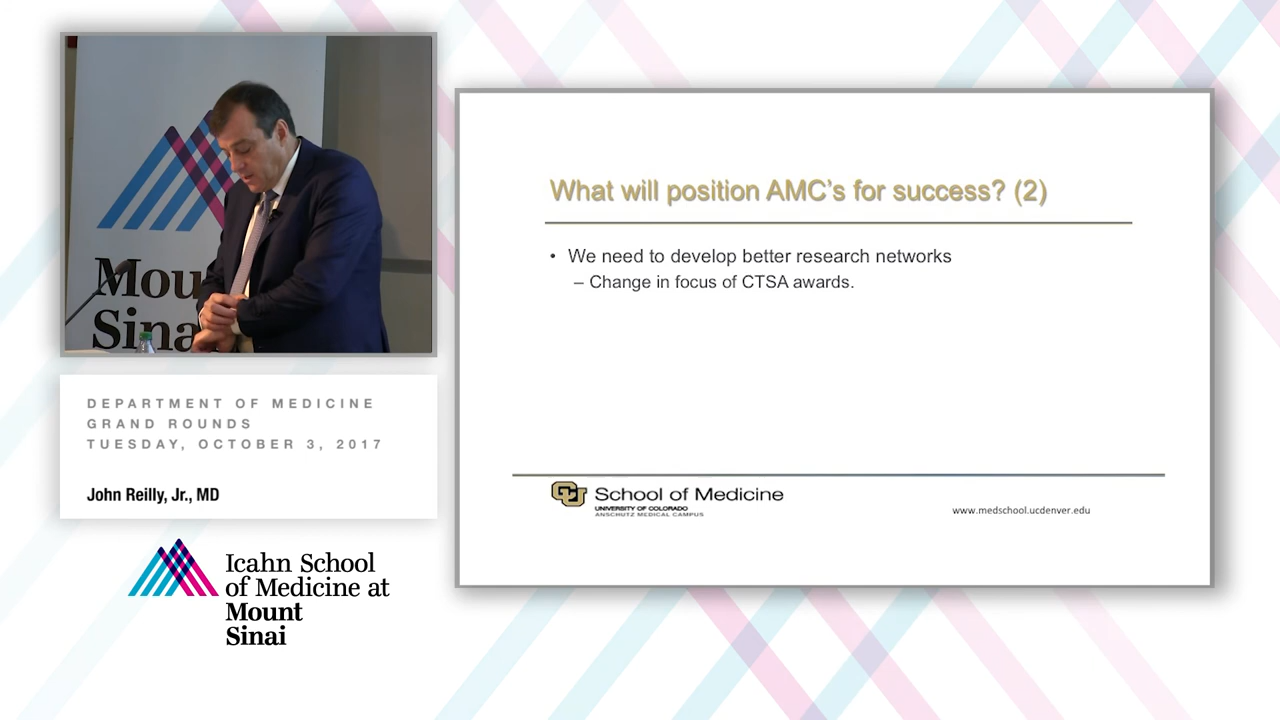 Mou
Sina
DEPARTMENT OF MEDICINE
GRAND ROUNDS
TUESDAY, OCTOBER 3, 2017
John Reilly, Jr., MD
Icahn School
of Medicine at
Mount
Sinai
What will position AMC's for success? (2)
• We need to develop better research networks
– Change in focus of CTSA awards.
CU
School of Medicine
UNIVERSITY OF COLORADO
ANSCHUTZ MEDICAL CAMPUS
www.medschool.ucdenver.edu